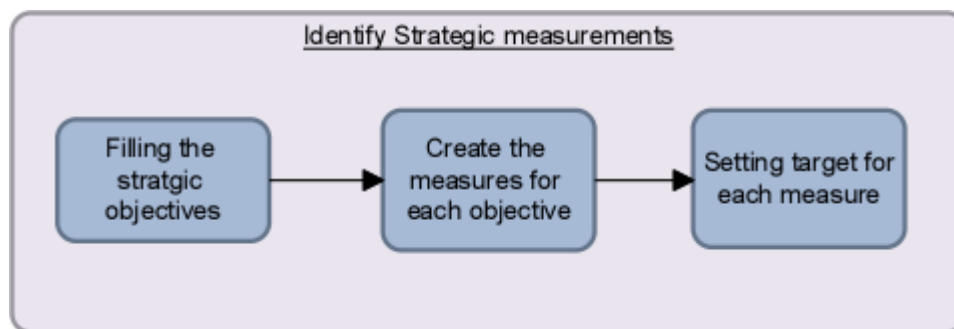 Identify Strategic measurements
Filling the
stratgic
objectives
Create the
measures for
each objective
Setting target for
each measure